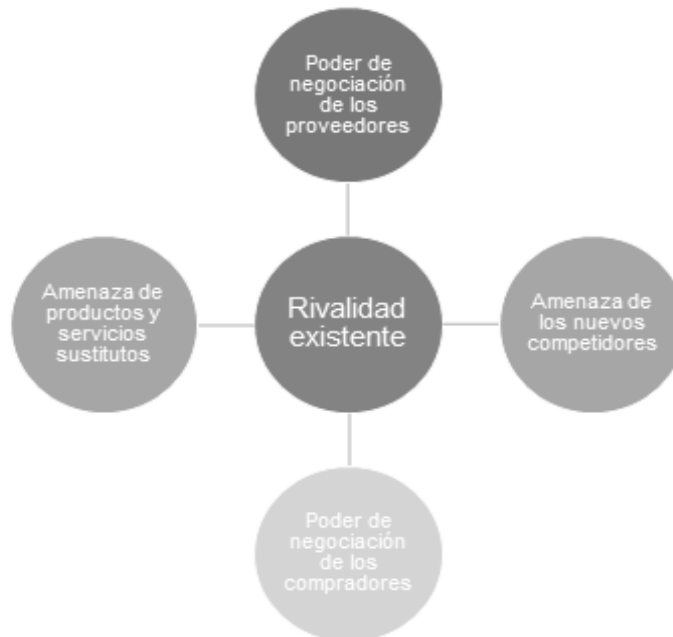 Poder de
negociación
de los
proveedores
Amenaza de
productos y
servicios
sustitutos
Rivalidad
existente
Amenaza de
los nuevos
competidores
Poder de
negociación
de los
compradores